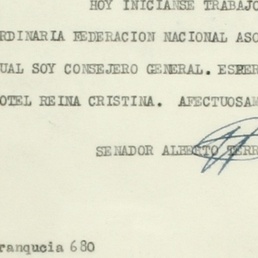 HOY INICIANSE TRABAJO
RDINARIA FEDERACION NACIONAL ASO
UAL SOY CONSEJERO GENERAL. ESPER
OTEL REINA CRISTINA. AFECTUOSAM
SENADOR ALBERTO TERR
ranqucia 680